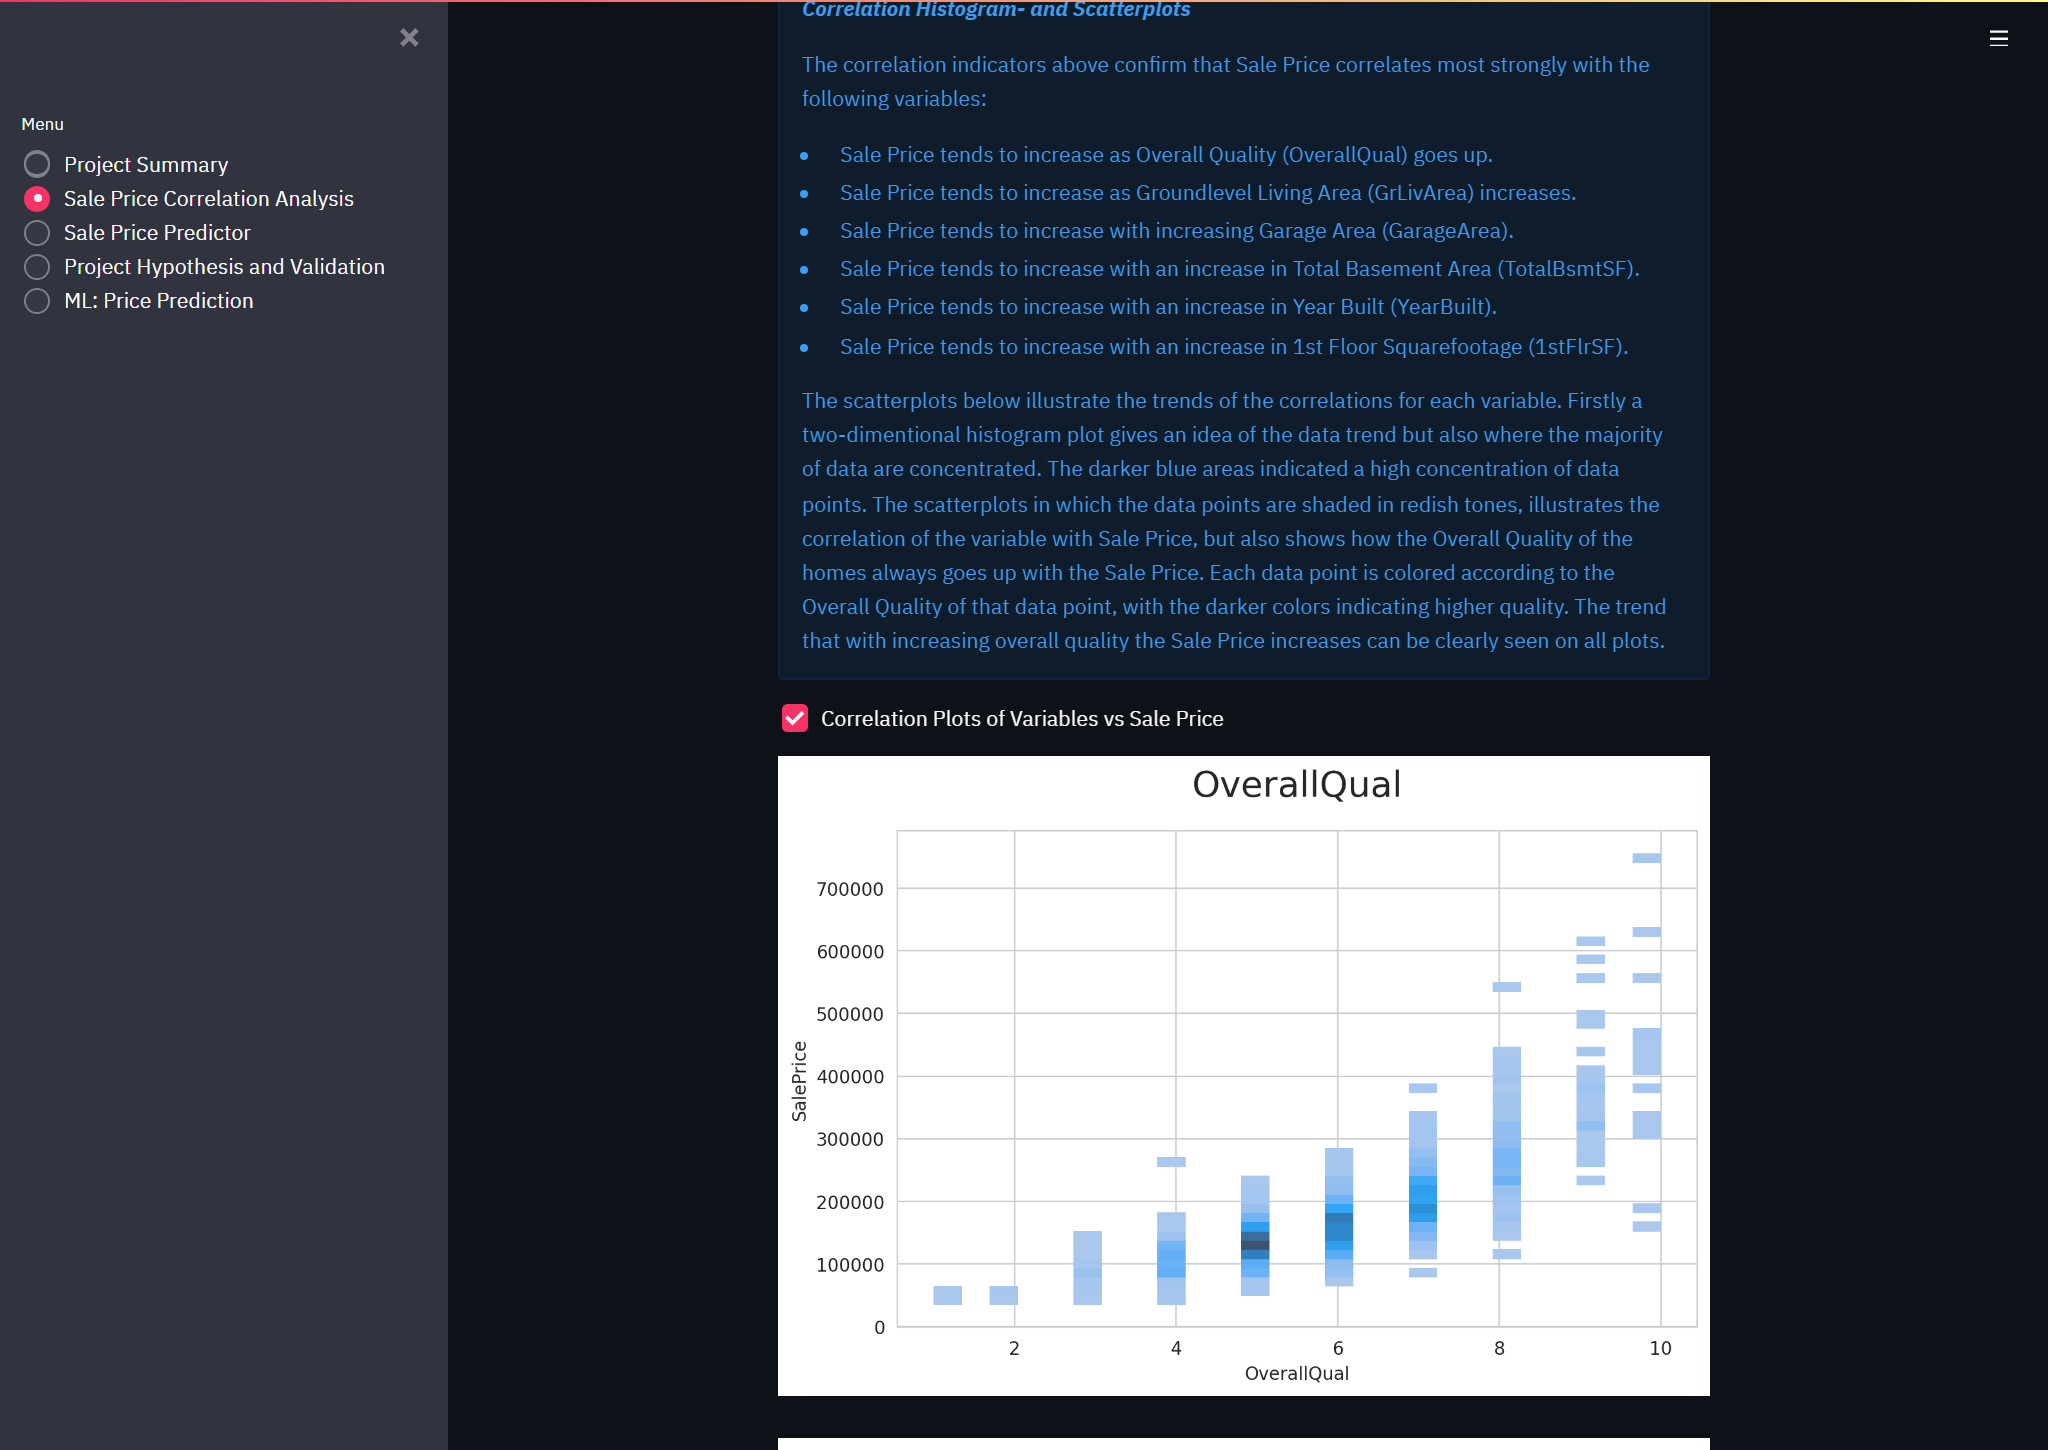 Menu
Project Summary
Sale Price Correlation Analysis
Sale Price Predictor
Project Hypothesis and Validation
ML: Price Prediction
Correlation Histogram- and Scatterplots
The correlation indicators above confirm that Sale Price correlates most strongly with the
following variables:
Sale Price tends to increase as Overall Quality (OverallQual) goes up.
Sale Price tends to increase as Groundlevel Living Area (GrLivArea) increases.
Sale Price tends to increase with increasing Garage Area (GarageArea).
Sale Price tends to increase with an increase in Total Basement Area (TotalBsmtSF).
Sale Price tends to increase with an increase in Year Built (YearBuilt).
Sale Price tends to increase with an increase in 1st Floor Squarefootage (1stFlrSF).
The scatterplots below illustrate the trends of the correlations for each variable. Firstly a
two-dimentional histogram plot gives an idea of the data trend but also where the majority
of data are concentrated. The darker blue areas indicated a high concentration of data
points. The scatterplots in which the data points are shaded in redish tones, illustrates the
correlation of the variable with Sale Price, but also shows how the Overall Quality of the
homes always goes up with the Sale Price. Each data point is colored according to the
Overall Quality of that data point, with the darker colors indicating higher quality. The trend
that with increasing overall quality the Sale Price increases can be clearly seen on all plots.
Correlation Plots of Variables vs Sale Price
OverallQual
SalePrice
700000
600000
500000
400000
300000
200000
100000
0
2 4 6 8 10
OverallQual